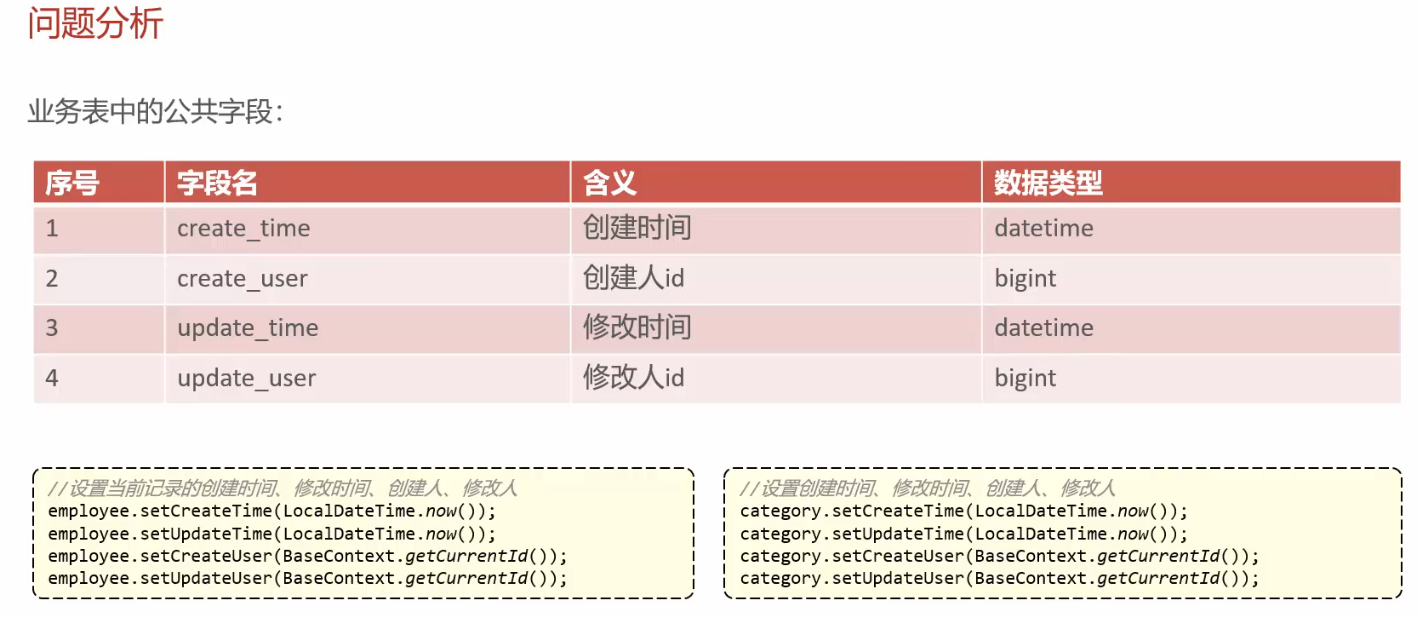 问题分析
业务表中的公共字段：
序号 字段名 含义 数据类型
1 create_time 创建时间 datetime
2 create_user 创建人id bigint
3 update_time 修改时间 datetime
4 update_user 修改人id bigint
//设置当前记录的创建时间、修改时间、创建人、修改人
employee.setCreateTime(LocalDateTime.now());
employee.setUpdateTime(LocalDateTime.now());
employee.setCreateUser(BaseContext.getCurrentId());
employee.setUpdateUser(BaseContext.getCurrentId());
//设置创建时间、修改时间、创建人、修改人
category.setCreateTime(LocalDateTime.now());
category.setUpdateTime(LocalDateTime.now());
category.setCreateUser(BaseContext.getCurrentId());
category.setUpdateUser(BaseContext.getCurrentId());